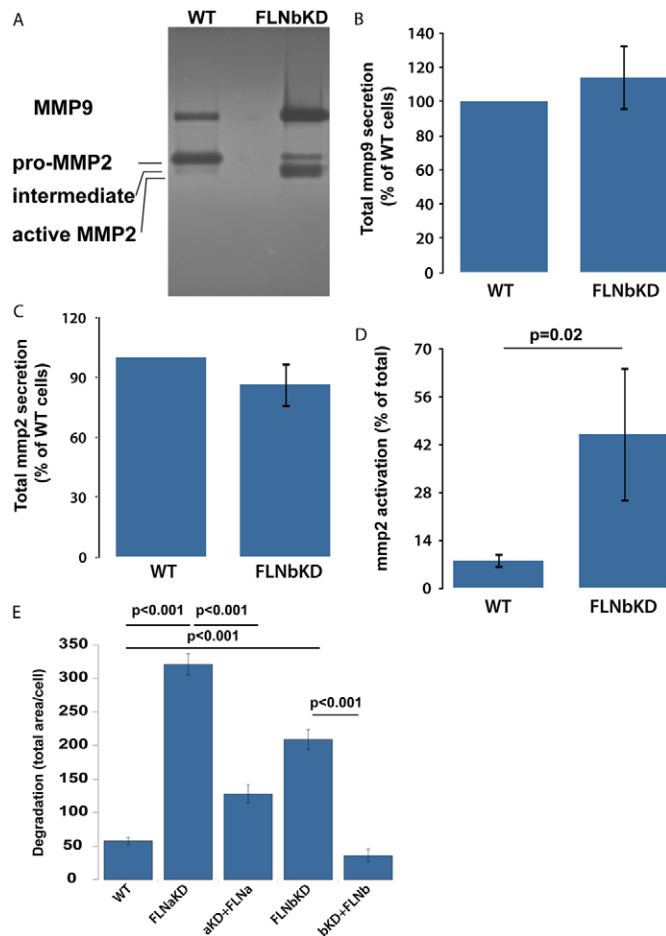 A
WT FLNbKD
MMP9
pro-MMP2
intermediate
active MMP2
B
Total mmp9 secretion
(% of WT cells)
140
120
100
80
60
40
20
0
WT FLNbKD
C
Total mmp2 secretion
(% of WT cells)
120
90
60
30
0
WT FLNbKD
D
p=0.02
mmp2 activation (% of total)
70
56
42
28
14
0
WT FLNbKD
E
p<0.001 p<0.001
p<0.001
p<0.001
Degradation (total area/cell)
350
300
250
200
150
100
50
0
WT FLNaKD aKD+FLNa FLNbKD bKD+FLNb